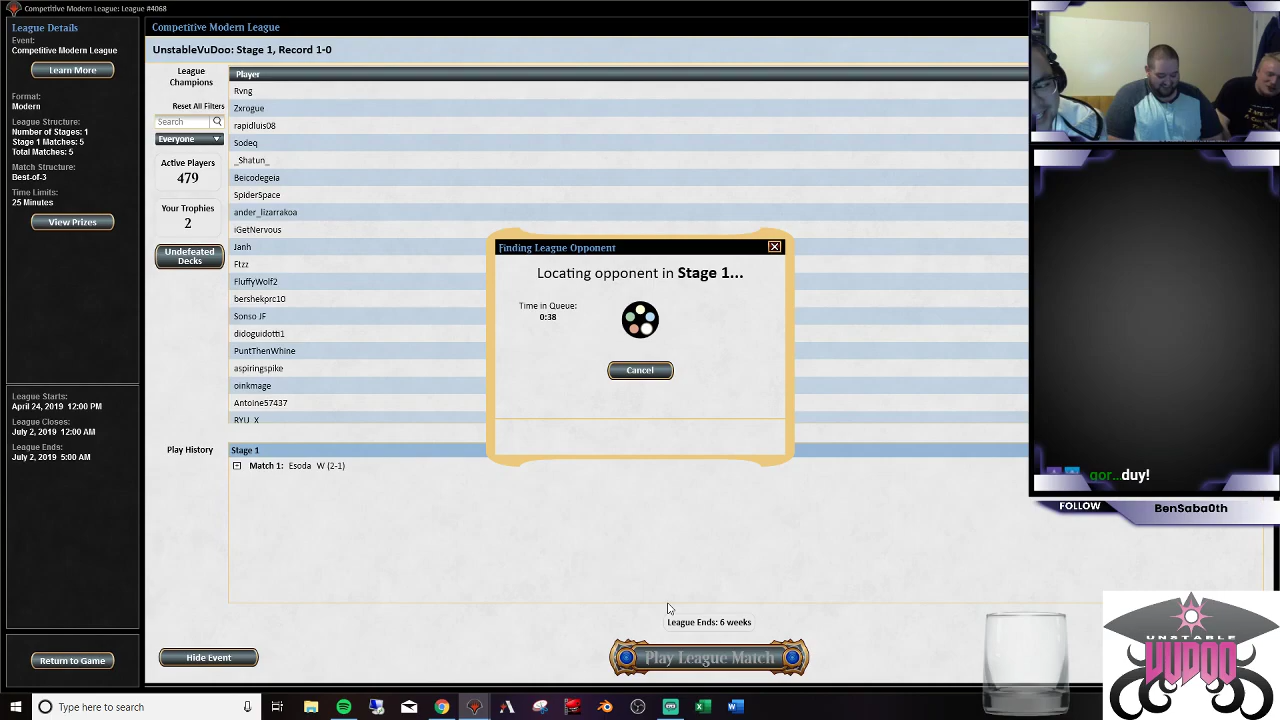 Competitive Modern League: League #4068
League Details
Event:
Competitive Modern League
Learn More
Format:
Modern
League Structure:
Number of Stages: 1
Stage 1 Matches: 5
Total Matches: 5
Match Structure:
Best-of-3
Time Limits:
25 Minutes
View Prizes
League Starts:
April 24, 2019 12:00 PM
League Closes:
July 2, 2019 12:00 AM
League Ends:
July 2, 2019 5:00 AM
Return to Game
Competitive Modern League
UnstableVuDoo: Stage 1, Record 1-0
League
Champions
Reset All Filters
Search
Everyone
Active Players
479
Your Trophies
2
Undefeated
Decks
Player
Rvng
Zxrogue
rapidluis08
Sodeq
_Shatun_
Beicodegeia
SpiderSpace
ander_lizarrakoa
iGetNervous
Janh
Ftzz
FluffyWolf2
bershekprc10
Sonso JF
didoguidotti1
PuntThenWhine
aspiringspike
oinkmage
Antoine57437
RYU_X
Finding League Opponent
Locating opponent in Stage 1...
Time in Queue:
0:38
Cancel
Play History
Stage 1
Match 1: Esoda W (2-1)
League Ends: 6 weeks
Hide Event
Play League Match
gor...duy!
FOLLOW
BenSaba0th
UNSTABLE
VUDOO
Type here to search